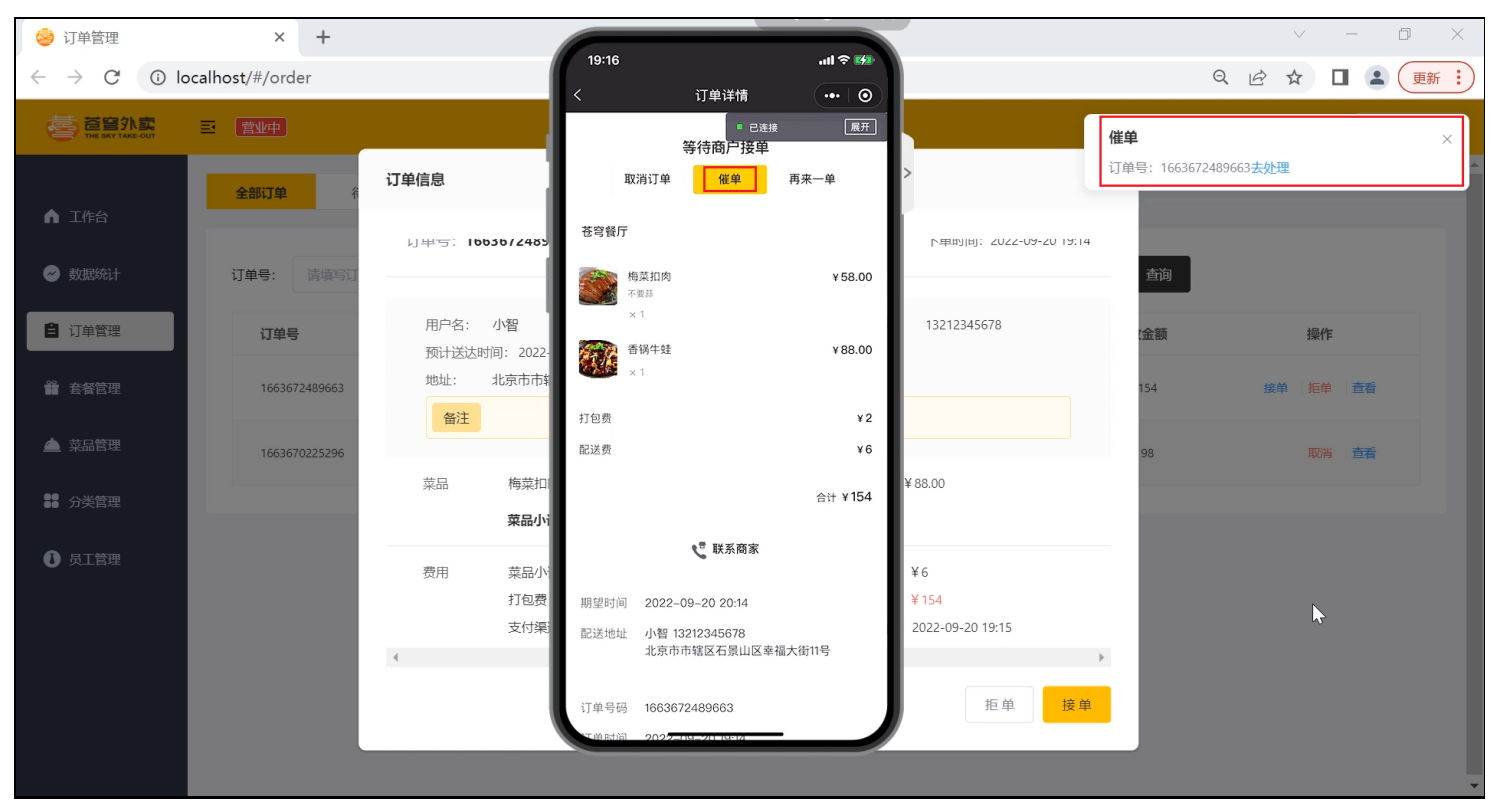 订单管理
localhost/#/order
更新
苍穹外卖
THE SKY TAKE-OUT
营业中
工作台
数据统计
订单管理
套餐管理
菜品管理
分类管理
员工管理
全部订单
订单号: 请填写订
查询
订单号
金额 操作
1663672489663
154 接单 拒单 查看
1663670225296
98 取消 查看
订单信息
订单号: 1663672489
下单时间: 2022-09-20 19:14
用户名: 小智
13212345678
预计送达时间: 2022-
地址: 北京市市辖
备注
菜品 梅菜扣
¥88.00
菜品小
费用 菜品小
¥6
打包费
¥154
支付渠
2022-09-20 19:15
拒单 接单
19:16
订单详情
已连接 展开
等待商户接单
取消订单 催单 再来一单
苍穹餐厅
梅菜扣肉 ¥58.00
不要蒜
×1
香锅牛蛙 ¥88.00
×1
打包费 ¥2
配送费 ¥6
合计 ¥154
联系商家
期望时间 2022-09-20 20:14
配送地址 小智 13212345678
北京市市辖区石景山区幸福大街11号
订单号码 1663672489663
订单时间 2022-09-20 19:14
催单
订单号: 1663672489663去处理